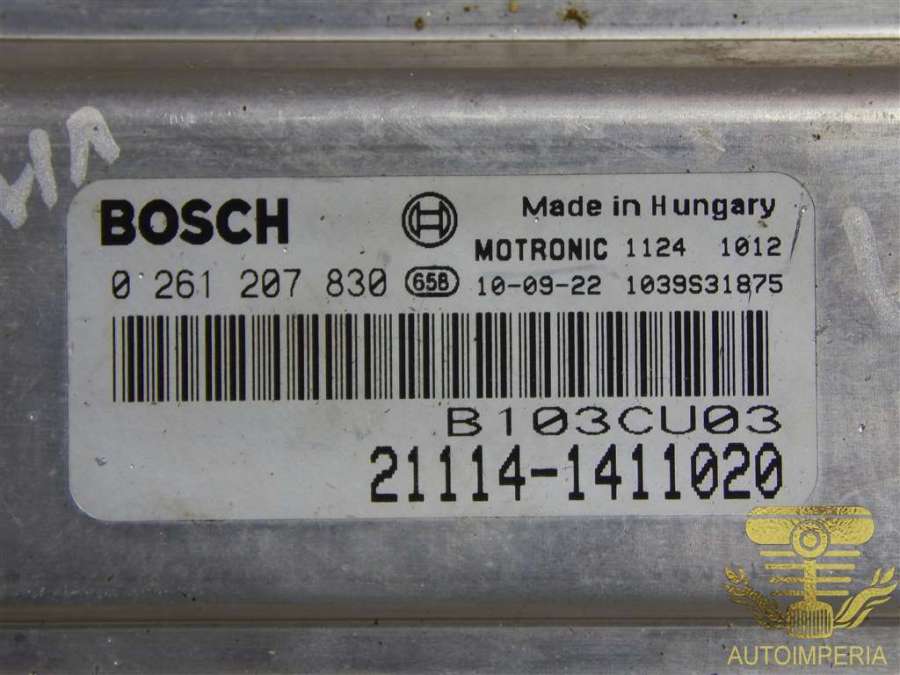 BOSCH
Made in Hungary
MOTRONIC 1124 1012
0 261 207 830 658 10-09-22 1039S31875
B103CU03
21114-1411020
AUTOIMPERIA